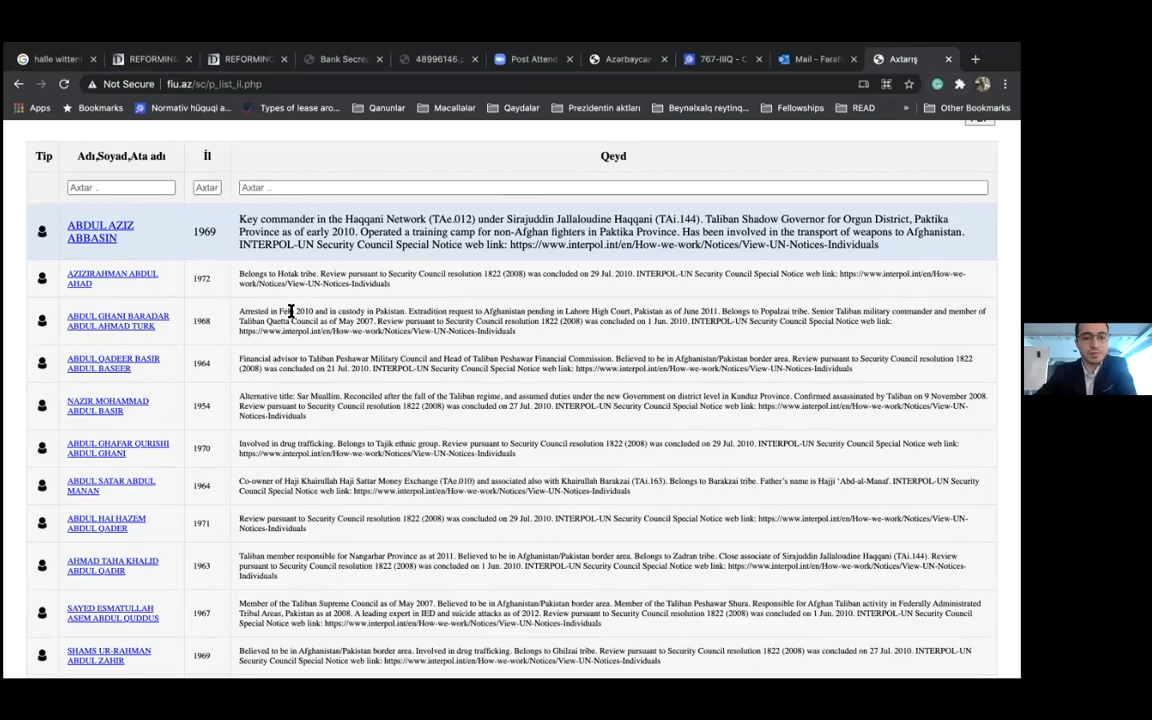 halle witten
REFORMING
REFORMING
Bank Secre
48996146.
Post Attend
Azərbaycan
767-IIIQ - C
Mail - Farah
Axtarış
Not Secure
fiu.az/sc/p_list_il.php
Apps
Bookmarks
Normativ hüquqi a...
Types of lease aro...
Qanunlar
Məcəllələr
Qaydalar
Prezidentin aktları
Beynəlxalq reytinq...
Fellowships
READ
»
Other Bookmarks
Tip
Adı,Soyad,Ata adı
İl
Qeyd
Axtar ..
Axtar
Axtar ..
ABDUL AZIZ
ABBASIN
1969
Key commander in the Haqqani Network (TAe.012) under Sirajuddin Jallaloudine Haqqani (TAi.144). Taliban Shadow Governor for Orgun District, Paktika
Province as of early 2010. Operated a training camp for non-Afghan fighters in Paktika Province. Has been involved in the transport of weapons to Afghanistan.
INTERPOL-UN Security Council Special Notice web link: https://www.interpol.int/en/How-we-work/Notices/View-UN-Notices-Individuals
AZIZIRAHMAN ABDUL
AHAD
1972
Belongs to Hotak tribe. Review pursuant to Security Council resolution 1822 (2008) was concluded on 29 Jul. 2010. INTERPOL-UN Security Council Special Notice web link: https://www.interpol.int/en/How-we-
work/Notices/View-UN-Notices-Individuals
ABDUL GHANI BARADAR
ABDUL AHMAD TURK
1968
Arrested in Feb 2010 and in custody in Pakistan. Extradition request to Afghanistan pending in Lahore High Court, Pakistan as of June 2011. Belongs to Popalzai tribe. Senior Taliban military commander and member of
Taliban Quetta Council as of May 2007. Review pursuant to Security Council resolution 1822 (2008) was concluded on 1 Jun. 2010. INTERPOL-UN Security Council Special Notice web link:
https://www.interpol.int/en/How-we-work/Notices/View-UN-Notices-Individuals
ABDUL QADEER BASIR
ABDUL BASEER
1964
Financial advisor to Taliban Peshawar Military Council and Head of Taliban Peshawar Financial Commission. Believed to be in Afghanistan/Pakistan border area. Review pursuant to Security Council resolution 1822
(2008) was concluded on 21 Jul. 2010. INTERPOL-UN Security Council Special Notice web link: https://www.interpol.int/en/How-we-work/Notices/View-UN-Notices-Individuals
NAZIR MOHAMMAD
ABDUL BASIR
1954
Alternative title: Sar Muallim. Reconciled after the fall of the Taliban regime, and assumed duties under the new Government on district level in Kunduz Province. Confirmed assassinated by Taliban on 9 November 2008.
Review pursuant to Security Council resolution 1822 (2008) was concluded on 27 Jul. 2010. INTERPOL-UN Security Council Special Notice web link: https://www.interpol.int/en/How-we-work/Notices/View-UN-
Notices-Individuals
ABDUL GHAFAR QURISHI
ABDUL GHANI
1970
Involved in drug trafficking. Belongs to Tajik ethnic group. Review pursuant to Security Council resolution 1822 (2008) was concluded on 29 Jul. 2010. INTERPOL-UN Security Council Special Notice web link:
https://www.interpol.int/en/How-we-work/Notices/View-UN-Notices-Individuals
ABDUL SATAR ABDUL
MANAN
1964
Co-owner of Haji Khairullah Haji Sattar Money Exchange (TAe.010) and associated also with Khairullah Barakzai (TAi.163). Belongs to Barakzai tribe. Father's name is Hajji 'Abd-al-Manaf. INTERPOL-UN Security
Council Special Notice web link: https://www.interpol.int/en/How-we-work/Notices/View-UN-Notices-Individuals
ABDUL HAI HAZEM
ABDUL QADER
1971
Review pursuant to Security Council resolution 1822 (2008) was concluded on 29 Jul. 2010. INTERPOL-UN Security Council Special Notice web link: https://www.interpol.int/en/How-we-work/Notices/View-UN-
Notices-Individuals
AHMAD TAHA KHALID
ABDUL QADIR
1963
Taliban member responsible for Nangarhar Province as at 2011. Believed to be in Afghanistan/Pakistan border area. Belongs to Zadran tribe. Close associate of Sirajuddin Jallaloudine Haqqani (TAi.144). Review
pursuant to Security Council resolution 1822 (2008) was concluded on 1 Jun. 2010. INTERPOL-UN Security Council Special Notice web link: https://www.interpol.int/en/How-we-work/Notices/View-UN-Notices-
Individuals
SAYED ESMATULLAH
ASEM ABDUL QUDDUS
1967
Member of the Taliban Supreme Council as of May 2007. Believed to be in Afghanistan/Pakistan border area. Member of the Taliban Peshawar Shura. Responsible for Afghan Taliban activity in Federally Administrated
Tribal Areas, Pakistan as at 2008. A leading expert in IED and suicide attacks as of 2012. Review pursuant to Security Council resolution 1822 (2008) was concluded on 1 Jun. 2010. INTERPOL-UN Security Council
Special Notice web link: https://www.interpol.int/en/How-we-work/Notices/View-UN-Notices-Individuals
SHAMS UR-RAHMAN
ABDUL ZAHIR
1969
Believed to be in Afghanistan/Pakistan border area. Involved in drug trafficking. Belongs to Ghilzai tribe. Review pursuant to Security Council resolution 1822 (2008) was concluded on 27 Jul. 2010. INTERPOL-UN
Security Council Special Notice web link: https://www.interpol.int/en/How-we-work/Notices/View-UN-Notices-Individuals